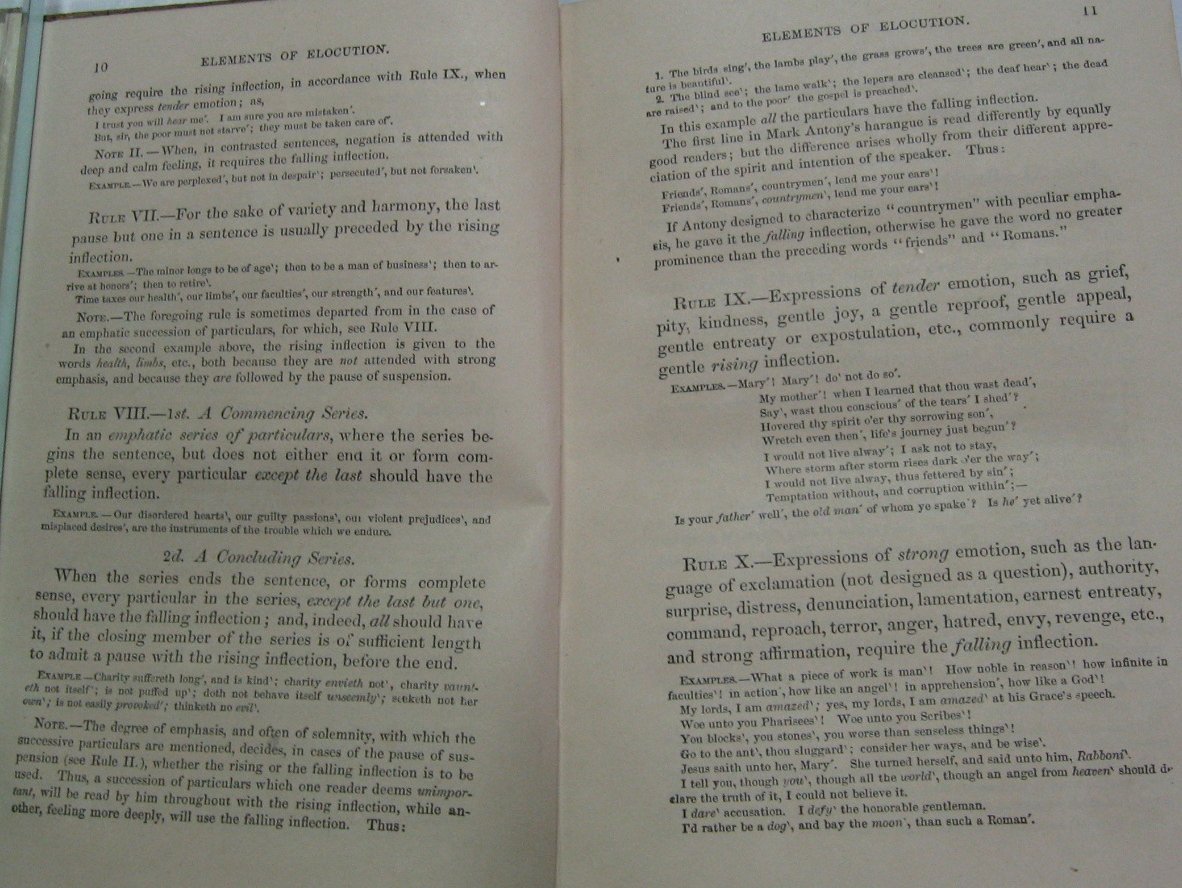 10 ELEMENTS OF ELOCUTION.
going require the rising inflection, in accordance with Rule IX., when
they express tender emotion; as,
I trust you will hear me′. I am sure you are mistaken′.
But, sir, the poor must not starve′; they must be taken care of′.
NOTE II.—When, in contrasted sentences, negation is attended with
deep and calm feeling, it requires the falling inflection.
EXAMPLE.—We are perplexed′, but not in despair‵; persecuted′, but not forsaken‵.
RULE VII.—For the sake of variety and harmony, the last
pause but one in a sentence is usually preceded by the rising
inflection.
EXAMPLES.—The minor longs to be of age‵; then to be a man of business‵; then to ar-
rive at honors′; then to retire‵.
Time taxes our health′, our limbs′, our faculties′, our strength′, and our features‵.
NOTE.—The foregoing rule is sometimes departed from in the case of
an emphatic succession of particulars, for which, see Rule VIII.
In the second example above, the rising inflection is given to the
words health, limbs, etc., both because they are not attended with strong
emphasis, and because they are followed by the pause of suspension.
RULE VIII.—1st. A Commencing Series.
In an emphatic series of particulars, where the series be-
gins the sentence, but does not either end it or form com-
plete sense, every particular except the last should have the
falling inflection.
EXAMPLE.—Our disordered hearts‵, our guilty passions‵, our violent prejudices‵, and
misplaced desires′, are the instruments of the trouble which we endure.
2d. A Concluding Series.
When the series ends the sentence, or forms complete
sense, every particular in the series, except the last but one,
should have the falling inflection; and, indeed, all should have
it, if the closing member of the series is of sufficient length
to admit a pause with the rising inflection, before the end.
EXAMPLE—Charity suffereth long′, and is kind‵; charity envieth not‵, charity vaunt-
eth not itself‵; is not puffed up‵; doth not behave itself unseemly‵; seeketh not her
own‵; is not easily provoked′; thinketh no evil‵.
NOTE.—The degree of emphasis, and often of solemnity, with which the
successive particulars are mentioned, decides, in cases of the pause of sus-
pension (see Rule II.), whether the rising or the falling inflection is to be
used. Thus, a succession of particulars which one reader deems unimpor-
tant, will be read by him throughout with the rising inflection, while an-
other, feeling more deeply, will use the falling inflection. Thus:
ELEMENTS OF ELOCUTION. 11
1. The birds sing′, the lambs play′, the grass grows′, the trees are green′, and all na-
ture is beautiful‵.
2. The blind see‵; the lame walk‵; the lepers are cleansed‵; the deaf hear‵; the dead
are raised‵; and to the poor′ the gospel is preached‵.
In this example all the particulars have the falling inflection.
The first line in Mark Antony's harangue is read differently by equally
good readers; but the difference arises wholly from their different appre-
ciation of the spirit and intention of the speaker. Thus:
Friends′, Romans′, countrymen′, lend me your ears‵!
Friends′, Romans′, countrymen‵, lend me your ears‵!
If Antony designed to characterize "countrymen" with peculiar empha-
sis, he gave it the falling inflection, otherwise he gave the word no greater
prominence than the preceding words "friends" and "Romans."
RULE IX.—Expressions of tender emotion, such as grief,
pity, kindness, gentle joy, a gentle reproof, gentle appeal,
gentle entreaty or expostulation, etc., commonly require a
gentle rising inflection.
EXAMPLES.—Mary′! Mary′! do′ not do so′.
My mother′! when I learned that thou wast dead′,
Say′, wast thou conscious′ of the tears′ I shed′?
Hovered thy spirit o'er thy sorrowing son′,
Wretch even then′, life's journey just begun′?
I would not live alway′; I ask not to stay,
Where storm after storm rises dark o'er the way′;
I would not live alway, thus fettered by sin′;
Temptation without, and corruption within′;—
Is your father′ well′, the old man′ of whom ye spake′? Is he′ yet alive′?
RULE X.—Expressions of strong emotion, such as the lan-
guage of exclamation (not designed as a question), authority,
surprise, distress, denunciation, lamentation, earnest entreaty,
command, reproach, terror, anger, hatred, envy, revenge, etc.,
and strong affirmation, require the falling inflection.
EXAMPLES.—What a piece of work is man‵! How noble in reason‵! how infinite in
faculties‵! in action′, how like an angel‵! in apprehension′, how like a God‵!
My lords, I am amazed‵; yes, my lords, I am amazed‵ at his Grace's speech.
Woe unto you Pharisees‵! Woe unto you Scribes‵!
You blocks‵, you stones‵, you worse than senseless things‵!
Go to the ant‵, thou sluggard‵; consider her ways, and be wise‵.
Jesus saith unto her, Mary′. She turned herself, and said unto him, Rabboni‵.
I tell you, though you‵, though all the world‵, though an angel from heaven‵ should de-
clare the truth of it, I could not believe it.
I dare‵ accusation. I defy‵ the honorable gentleman.
I'd rather be a dog‵, and bay the moon‵, than such a Roman′.